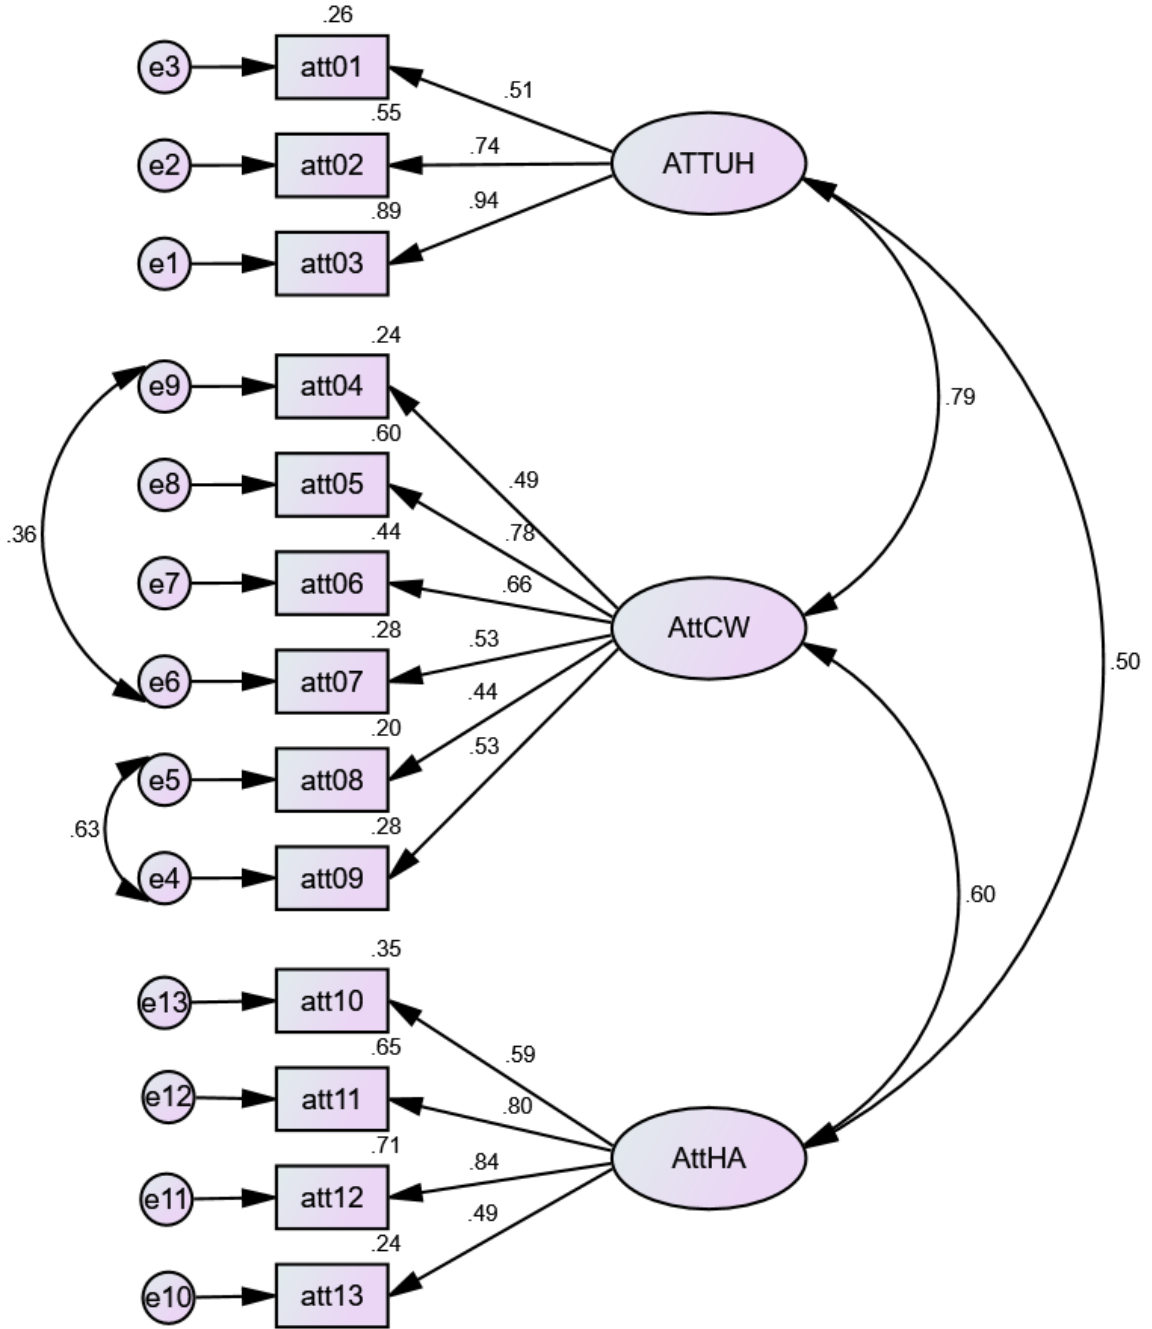 .26
e3 att01 .51
.55
e2 att02 .74 ATTUH
.89
e1 att03 .94
.24
e9 att04 .79
.60
e8 att05 .49
.44
.36 .78
e7 att06 .66 AttCW
.28
e6 att07 .53 .50
.20
e5 att08 .44
.63 .28
e4 att09 .53 .60
.35
e13 att10 .59
.65
e12 att11 .80
.71
e11 att12 .84 AttHA
.24
e10 att13 .49